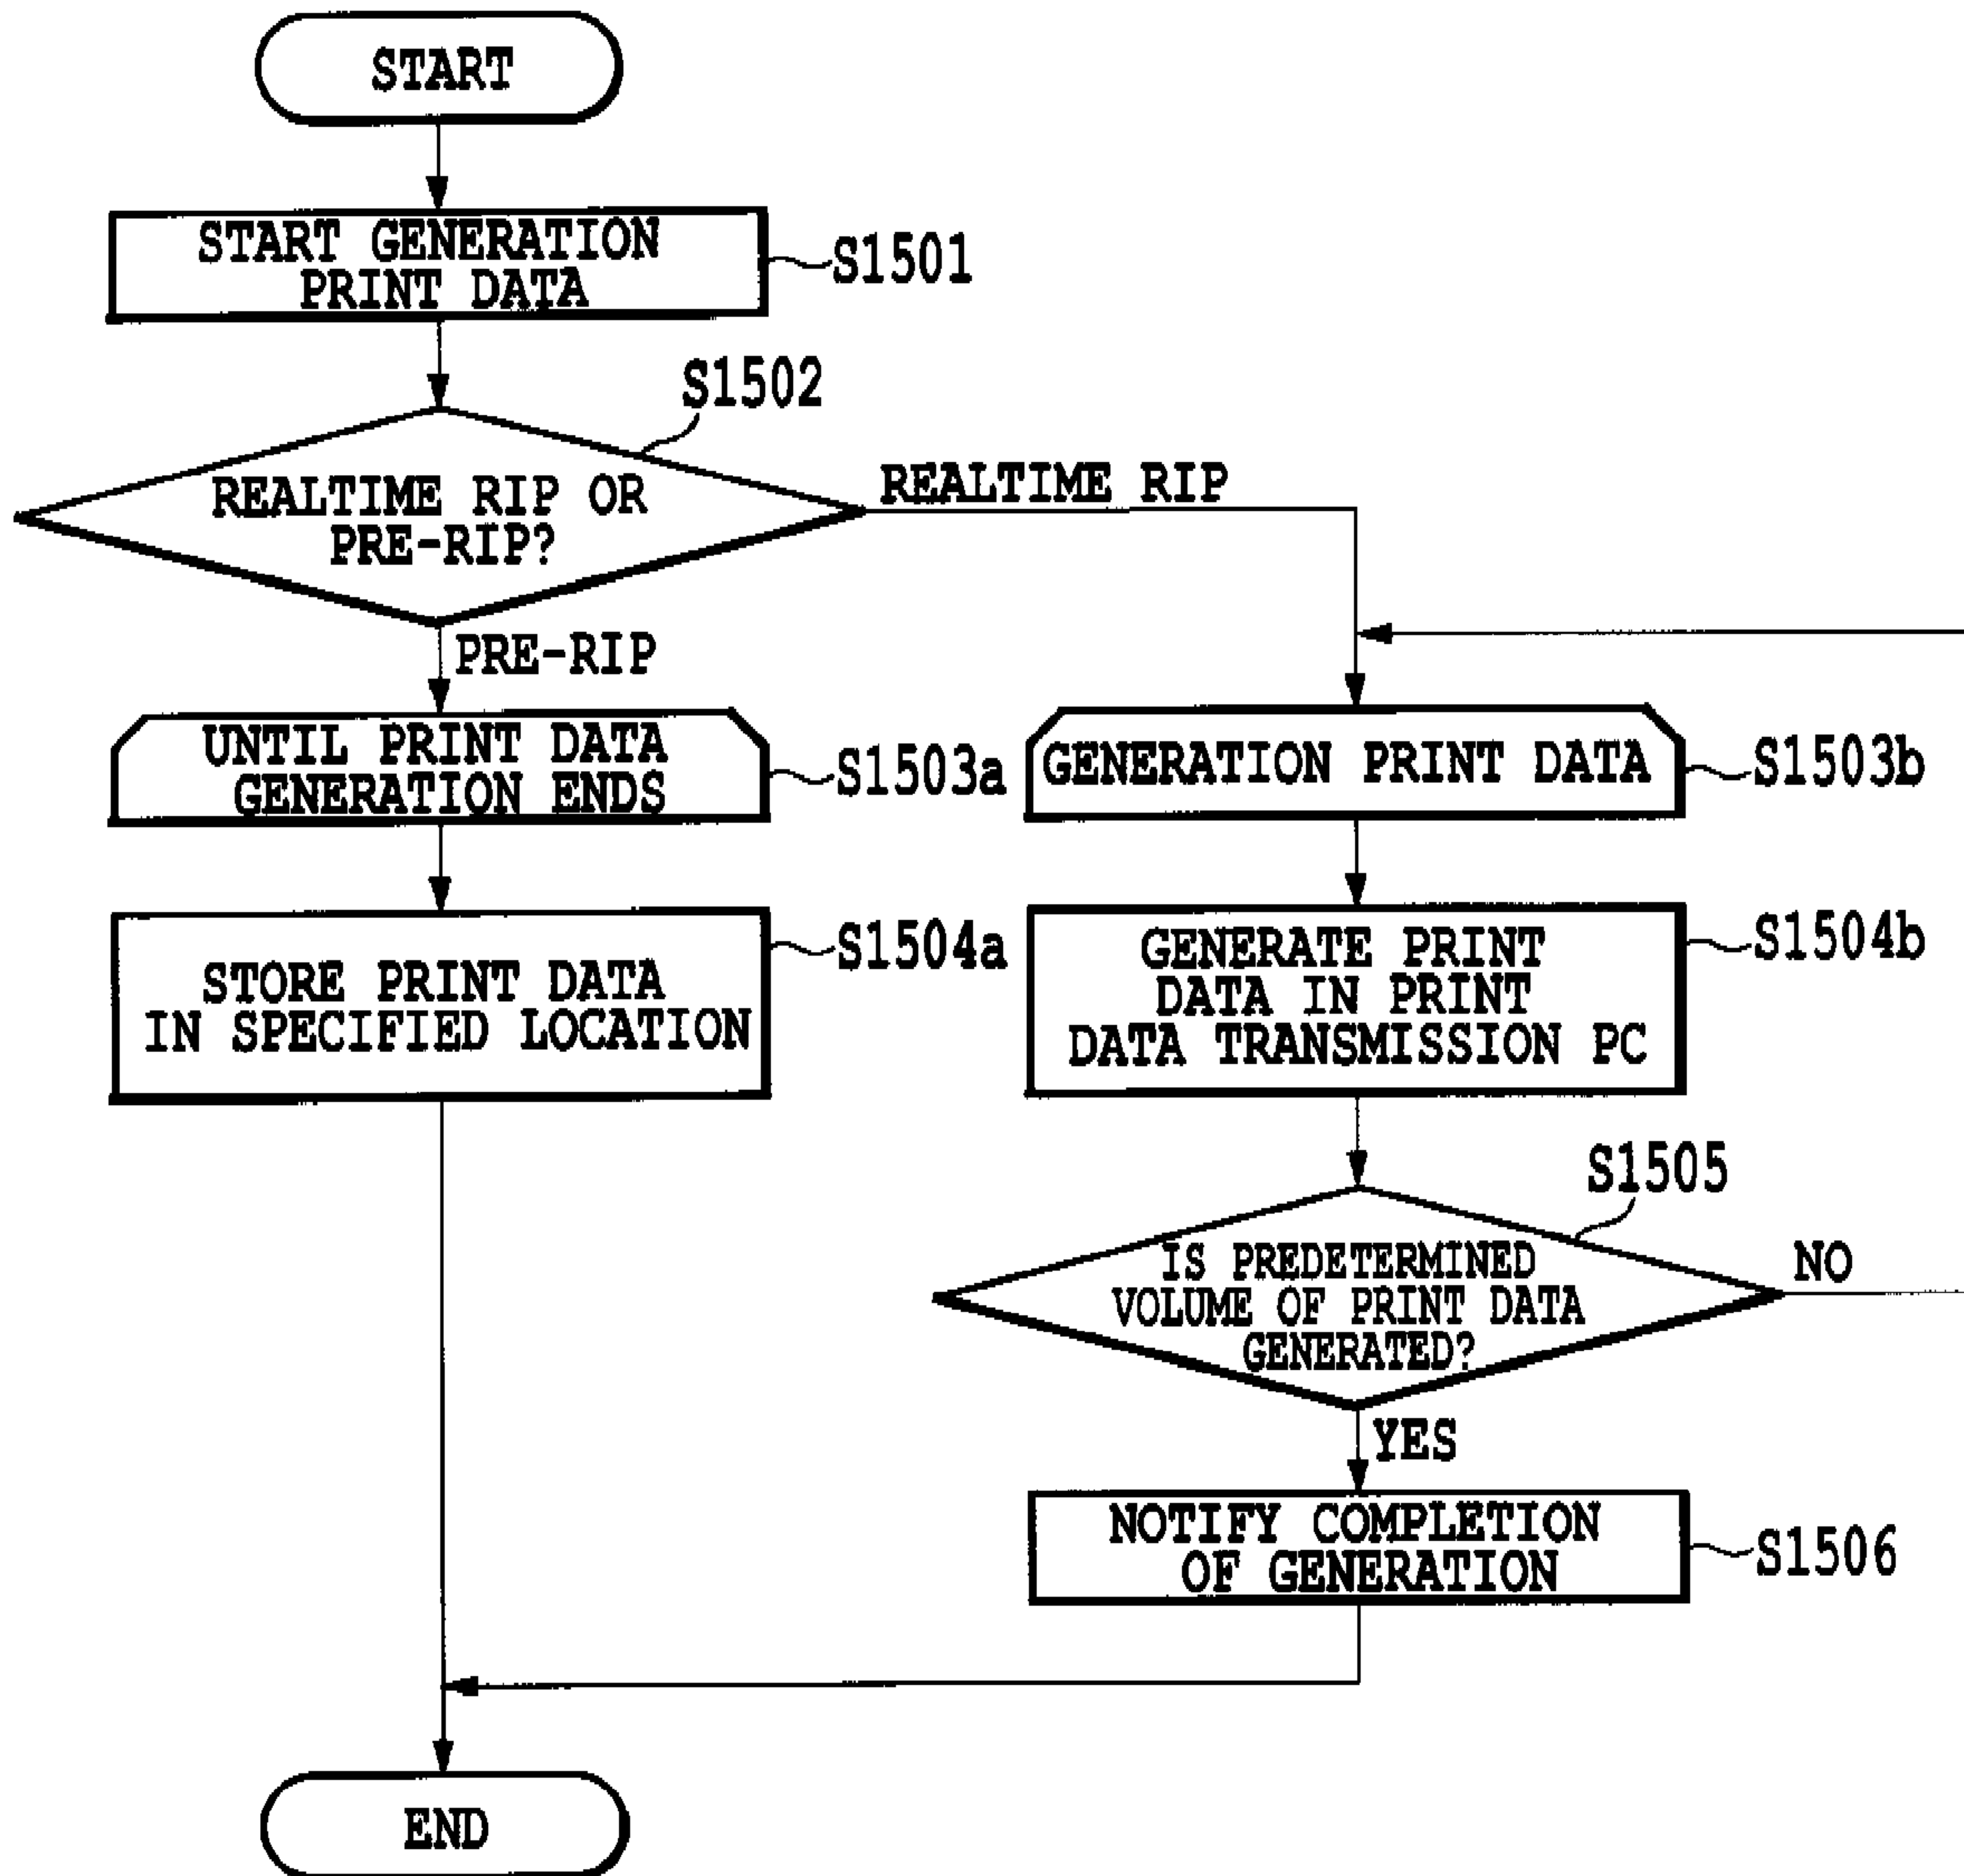 START
START GENERATION
PRINT DATA
S1501
S1502
REALTIME RIP OR
PRE-RIP?
REALTIME RIP
PRE-RIP
UNTIL PRINT DATA
GENERATION ENDS
S1503a
GENERATION PRINT DATA
S1503b
STORE PRINT DATA
IN SPECIFIED LOCATION
S1504a
GENERATE PRINT
DATA IN PRINT
DATA TRANSMISSION PC
S1504b
S1505
IS PREDETERMINED
VOLUME OF PRINT DATA
GENERATED?
NO
YES
NOTIFY COMPLETION
OF GENERATION
S1506
END